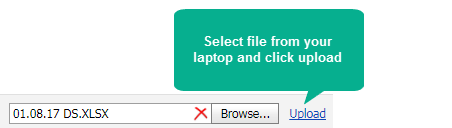 Select file from your
laptop and click upload
01.08.17 DS.XLSX Browse... Upload